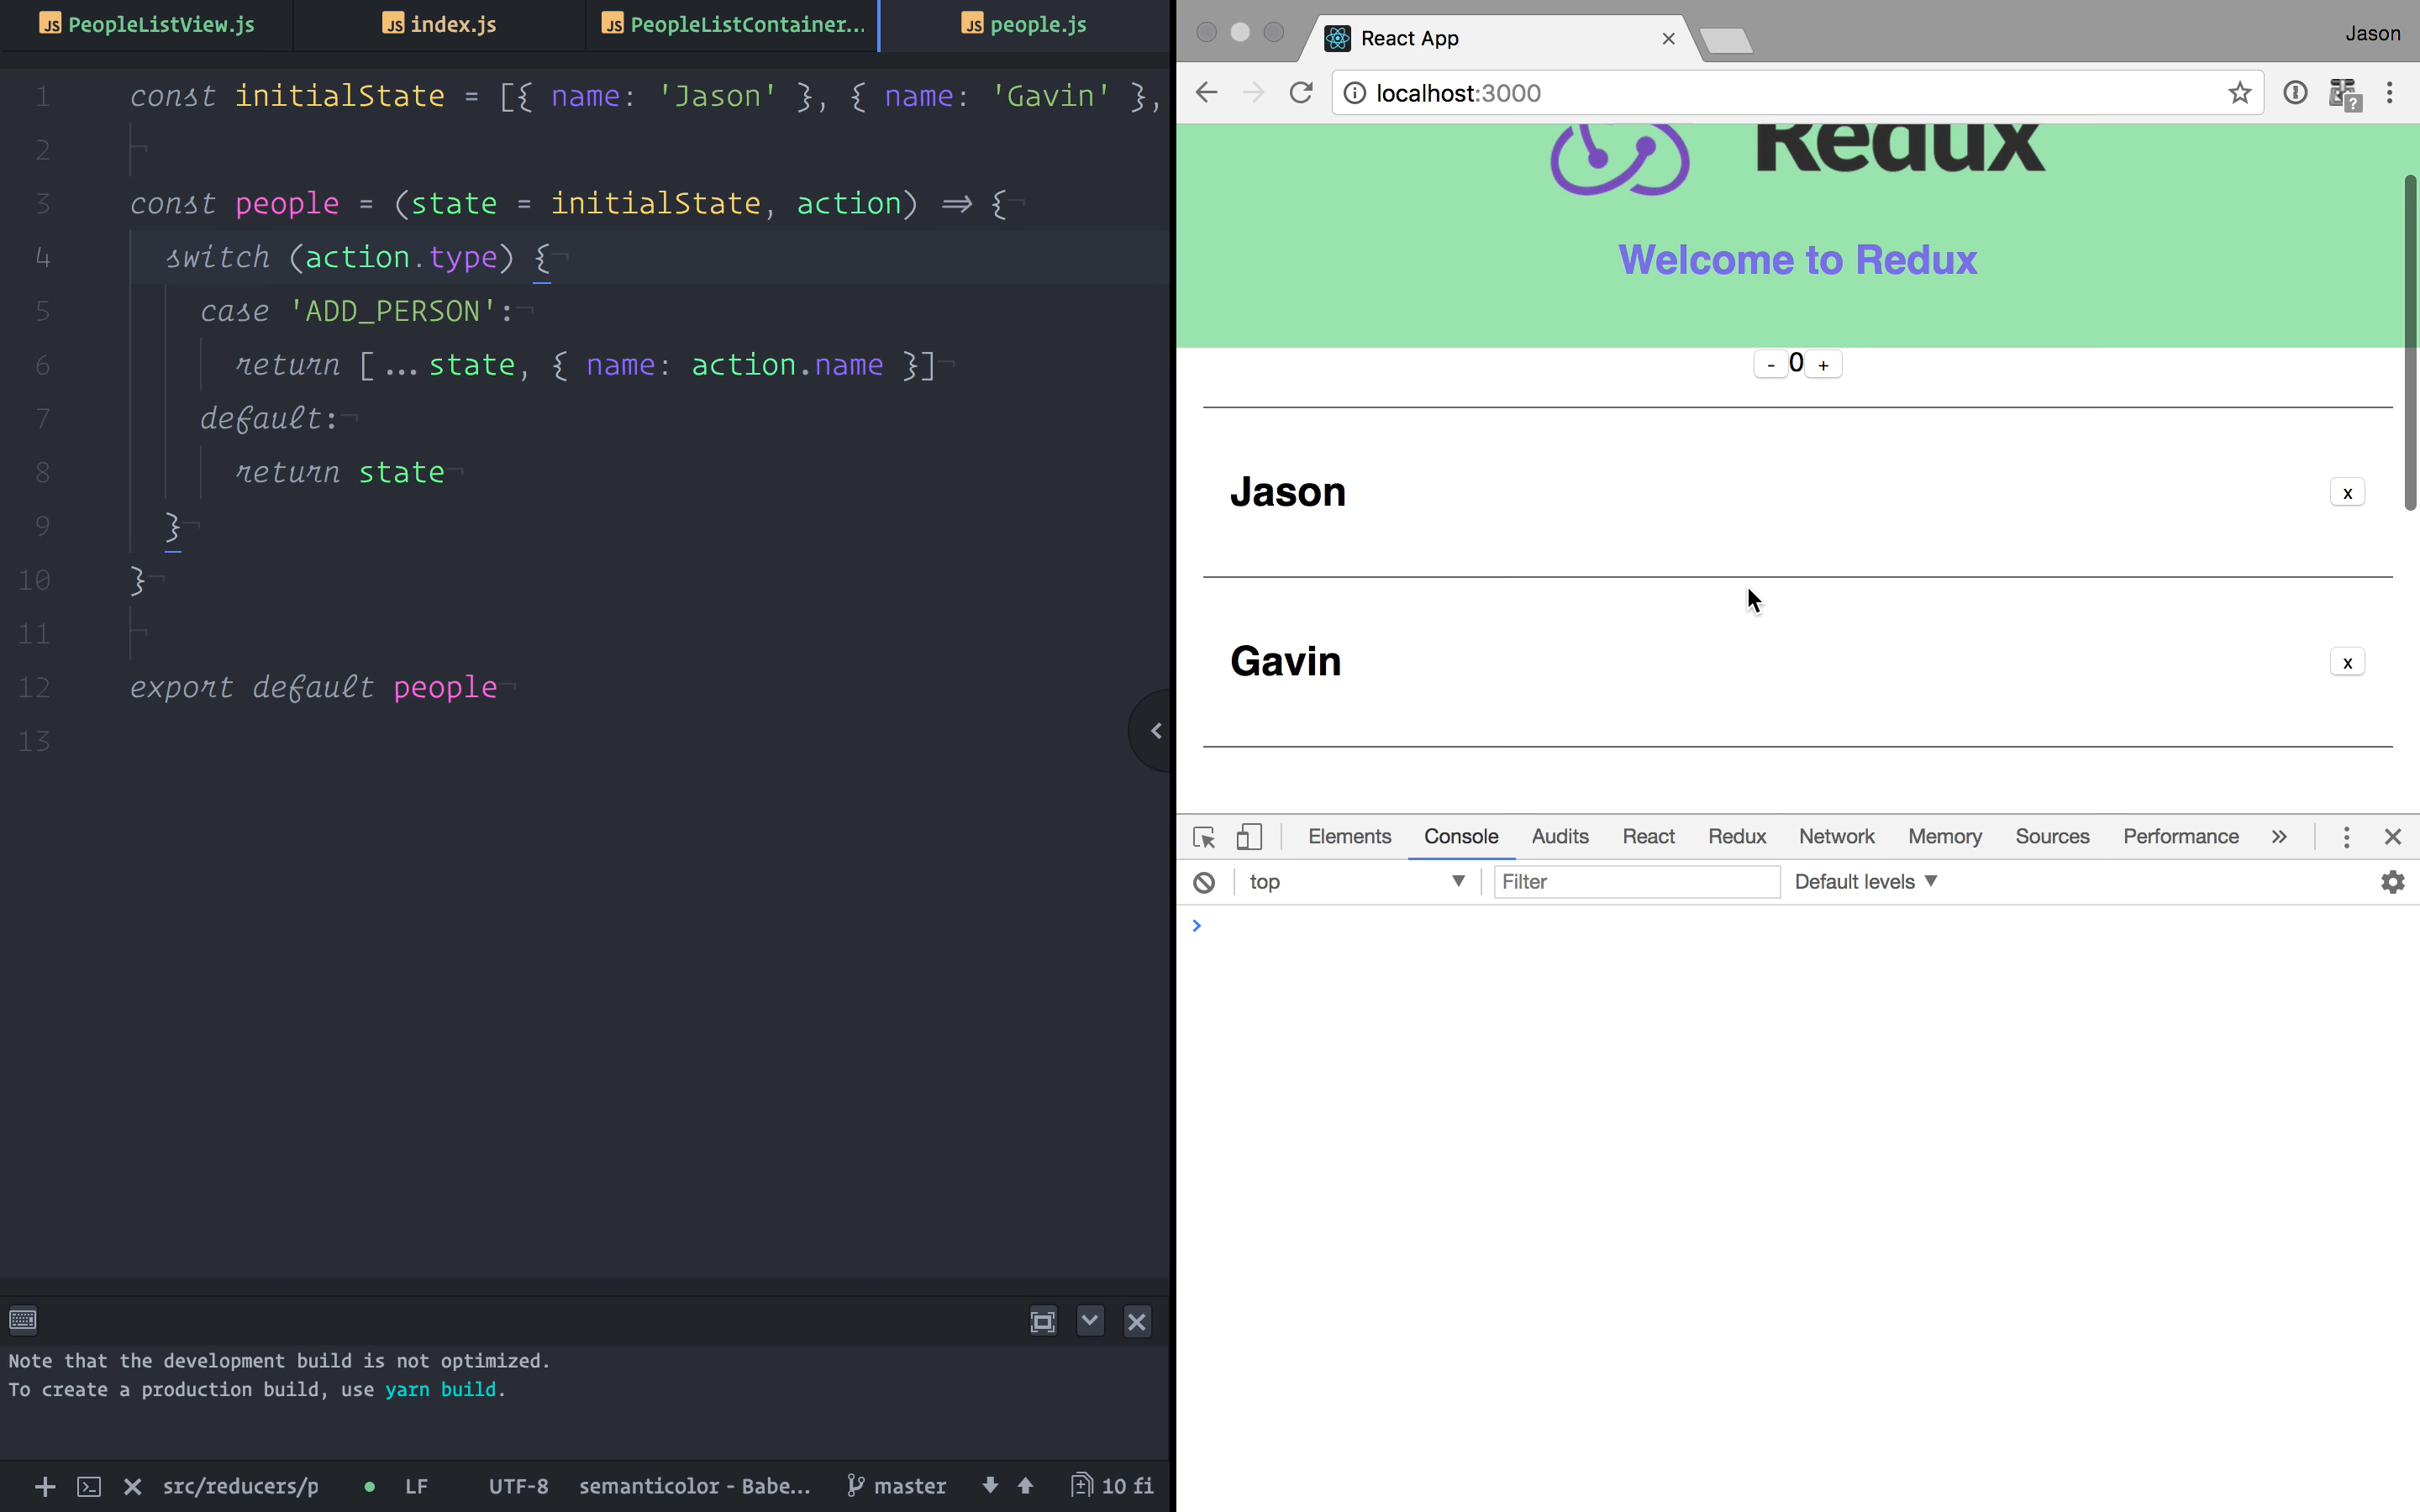 PeopleListView.js index.js PeopleListContainer... people.js
1 const initialState = [{ name: 'Jason' }, { name: 'Gavin' },
2 ¬
3 const people = (state = initialState, action) => {¬
4 switch (action.type) {¬
5 case 'ADD_PERSON':¬
6 return [...state, { name: action.name }]¬
7 default:¬
8 return state¬
9 }¬
10 }¬
11 ¬
12 export default people¬
13
Note that the development build is not optimized.
To create a production build, use yarn build.
src/reducers/p LF UTF-8 semanticolor - Babe... master 10 fi
React App
Jason
localhost:3000
Redux
Welcome to Redux
- 0 +
Jason x
Gavin x
Elements Console Audits React Redux Network Memory Sources Performance »
top ▼ Filter Default levels ▼
>